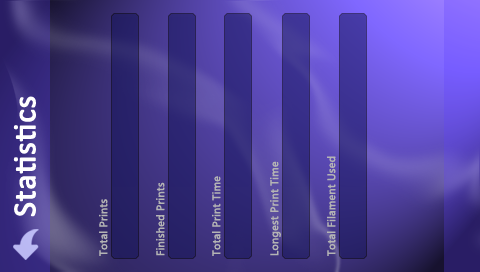 Statistics
Total Prints
Finished Prints
Total Print Time
Longest Print Time
Total Filament Used